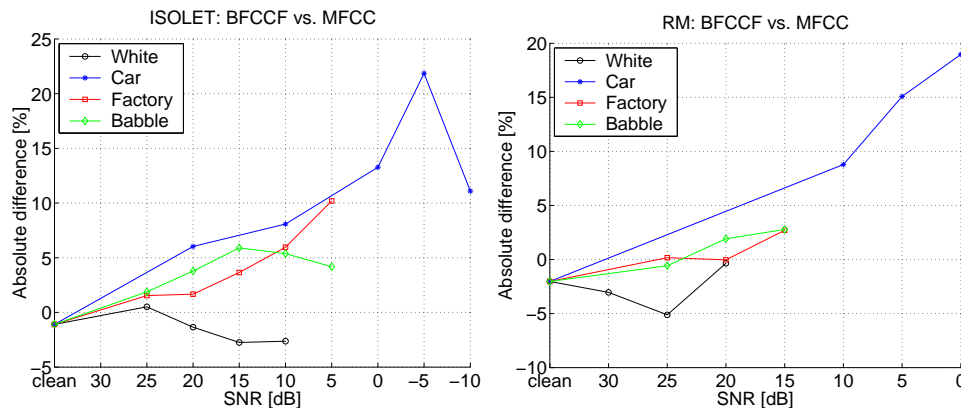 ISOLET: BFCCF vs. MFCC
25
20
15
10
5
0
−5
Absolute difference [%]
White
Car
Factory
Babble
clean 30 25 20 15 10 5 0 −5 −10
SNR [dB]
RM: BFCCF vs. MFCC
20
15
10
5
0
−5
−10
Absolute difference [%]
White
Car
Factory
Babble
clean 30 25 20 15 10 5 0
SNR [dB]